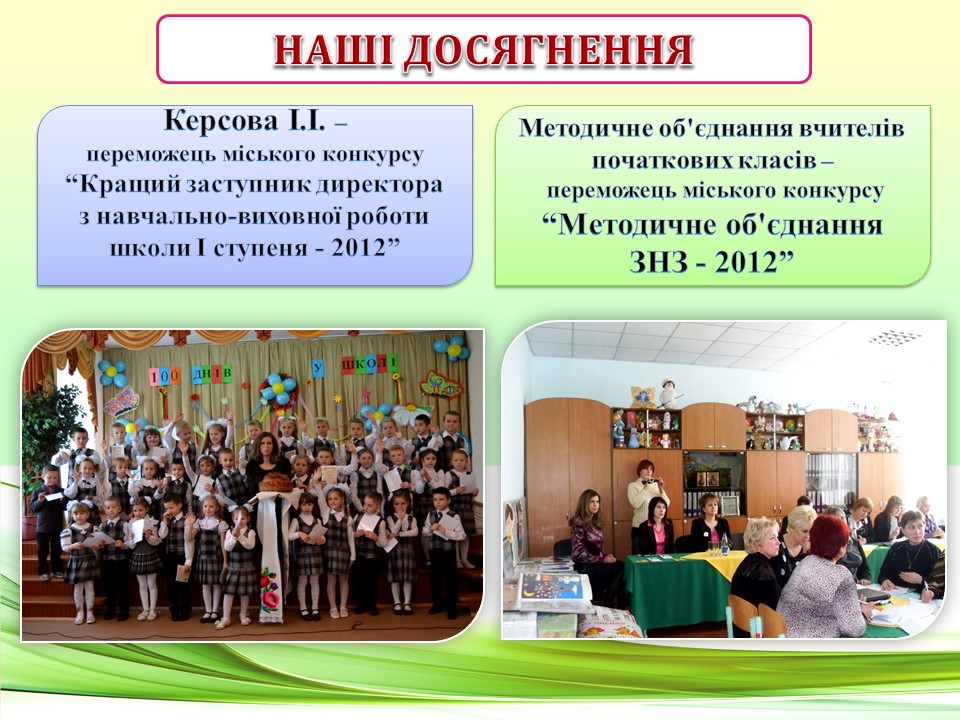 НАШІ ДОСЯГНЕННЯ
Керсова І.І. –
переможець міського конкурсу
“Кращий заступник директора
з навчально-виховної роботи
школи І ступеня - 2012”
Методичне об'єднання вчителів
початкових класів –
переможець міського конкурсу
“Методичне об'єднання
ЗНЗ - 2012”
100 ДНІВ У ШКОЛІ